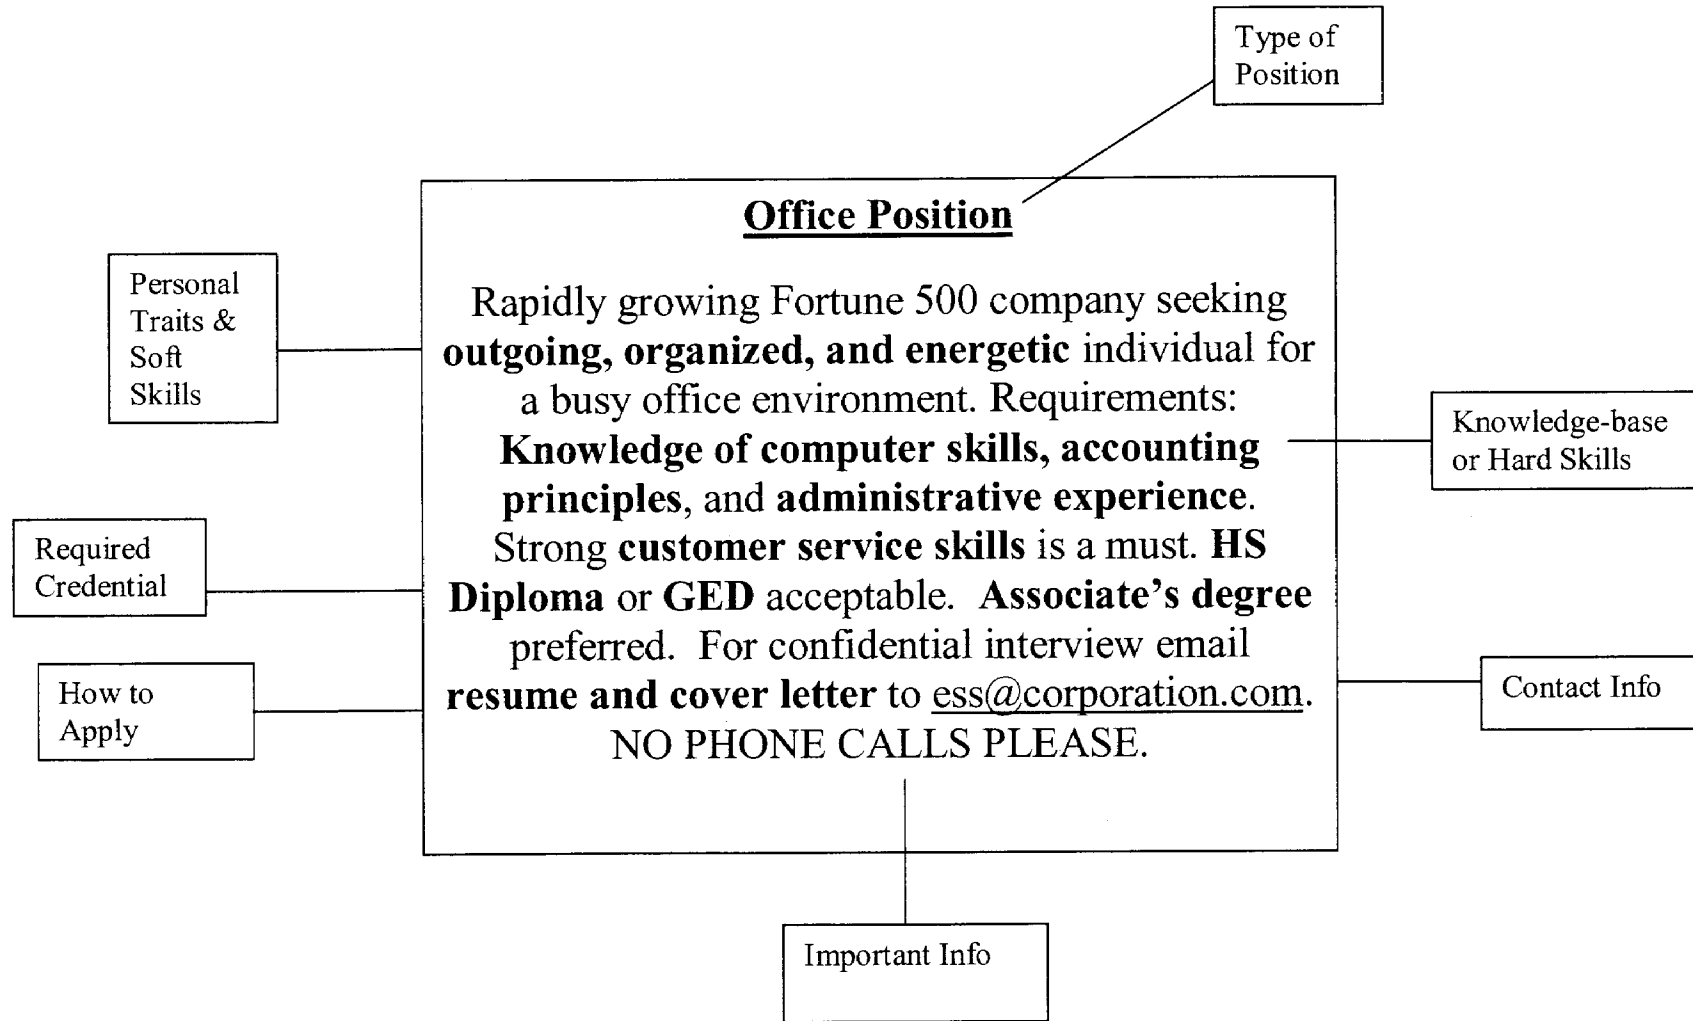 Type of
Position
Office Position
Personal
Traits &
Soft
Skills
Rapidly growing Fortune 500 company seeking
outgoing, organized, and energetic individual for
a busy office environment. Requirements:
Knowledge of computer skills, accounting
principles, and administrative experience.
Strong customer service skills is a must. HS
Diploma or GED acceptable.  Associate's degree
preferred.  For confidential interview email
resume and cover letter to ess@corporation.com.
NO PHONE CALLS PLEASE.
Knowledge-base
or Hard Skills
Required
Credential
How to
Apply
Contact Info
Important Info